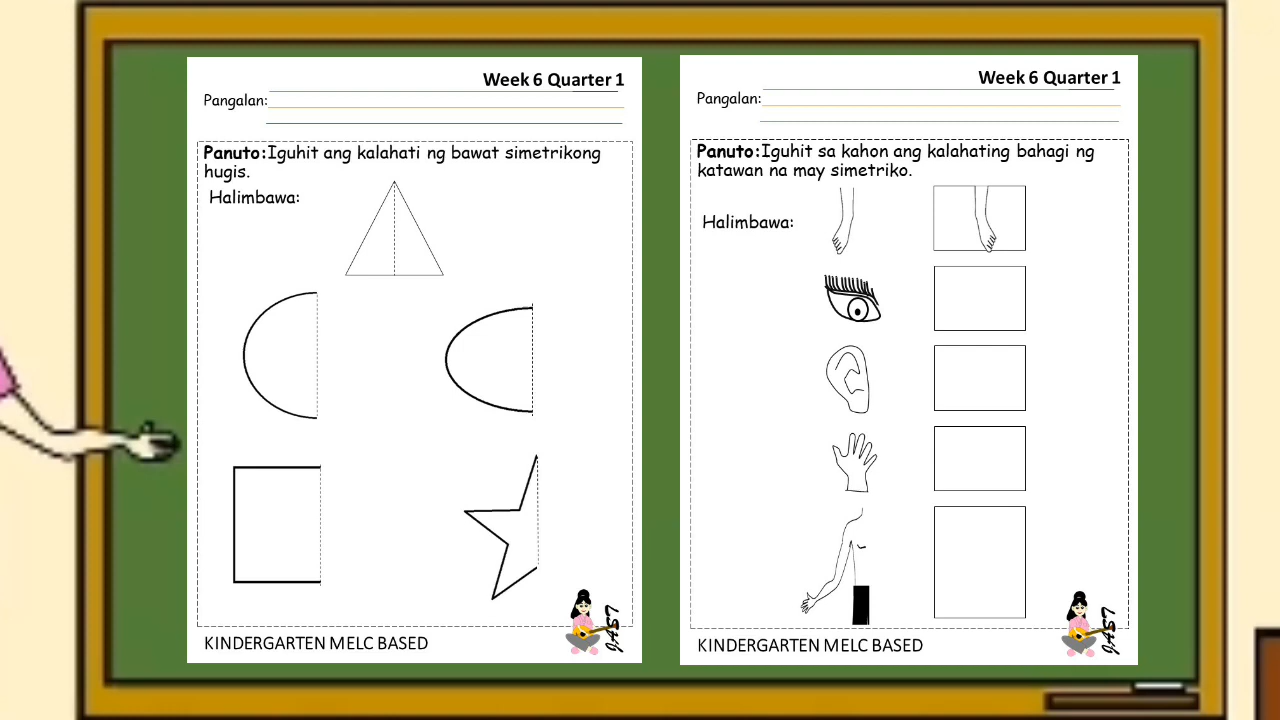 Week 6 Quarter 1
Pangalan:
Panuto:Iguhit ang kalahati ng bawat simetrikong
hugis.
Halimbawa:
KINDERGARTEN MELC BASED
JAS7
Week 6 Quarter 1
Pangalan:
Panuto:Iguhit sa kahon ang kalahating bahagi ng
katawan na may simetriko.
Halimbawa:
KINDERGARTEN MELC BASED
JAS7